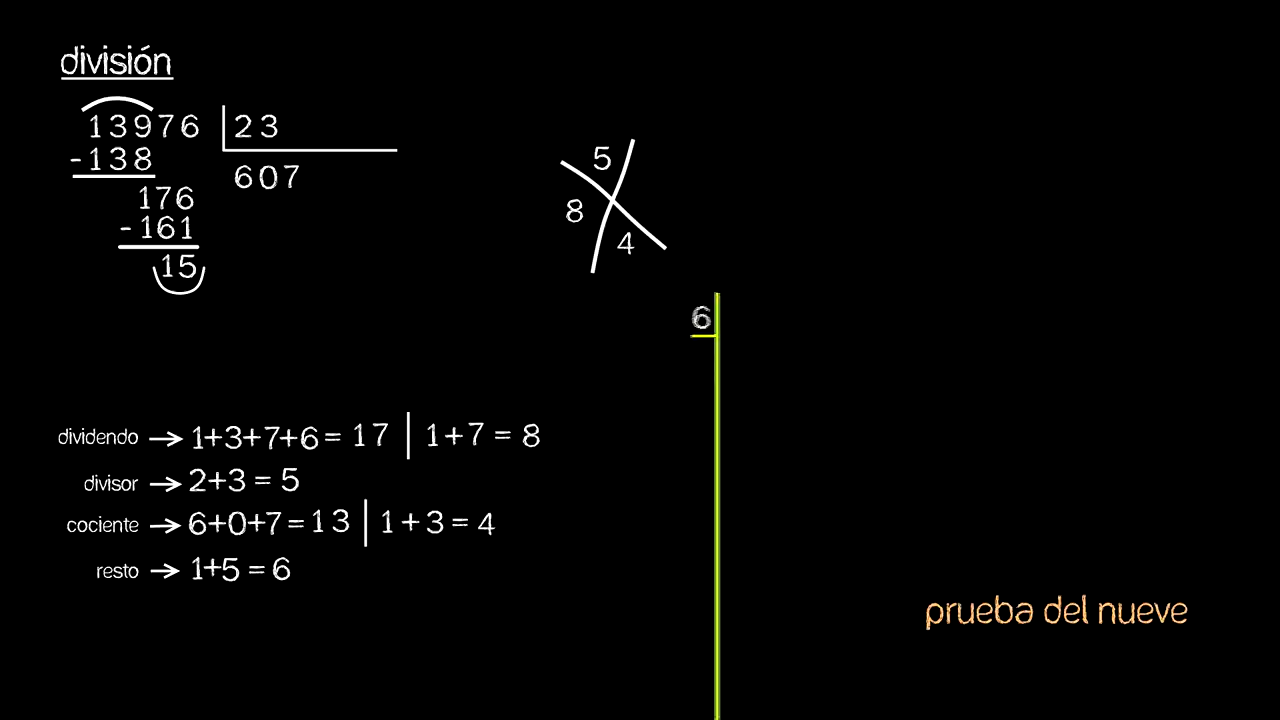 división
13976 23
-138 607
176
-161
15
5
8
4
6
dividendo → 1+3+7+6= 17 | 1+7 = 8
divisor → 2+3 = 5
cociente → 6+0+7=13 | 1+3= 4
resto → 1+5 = 6
prueba del nueve